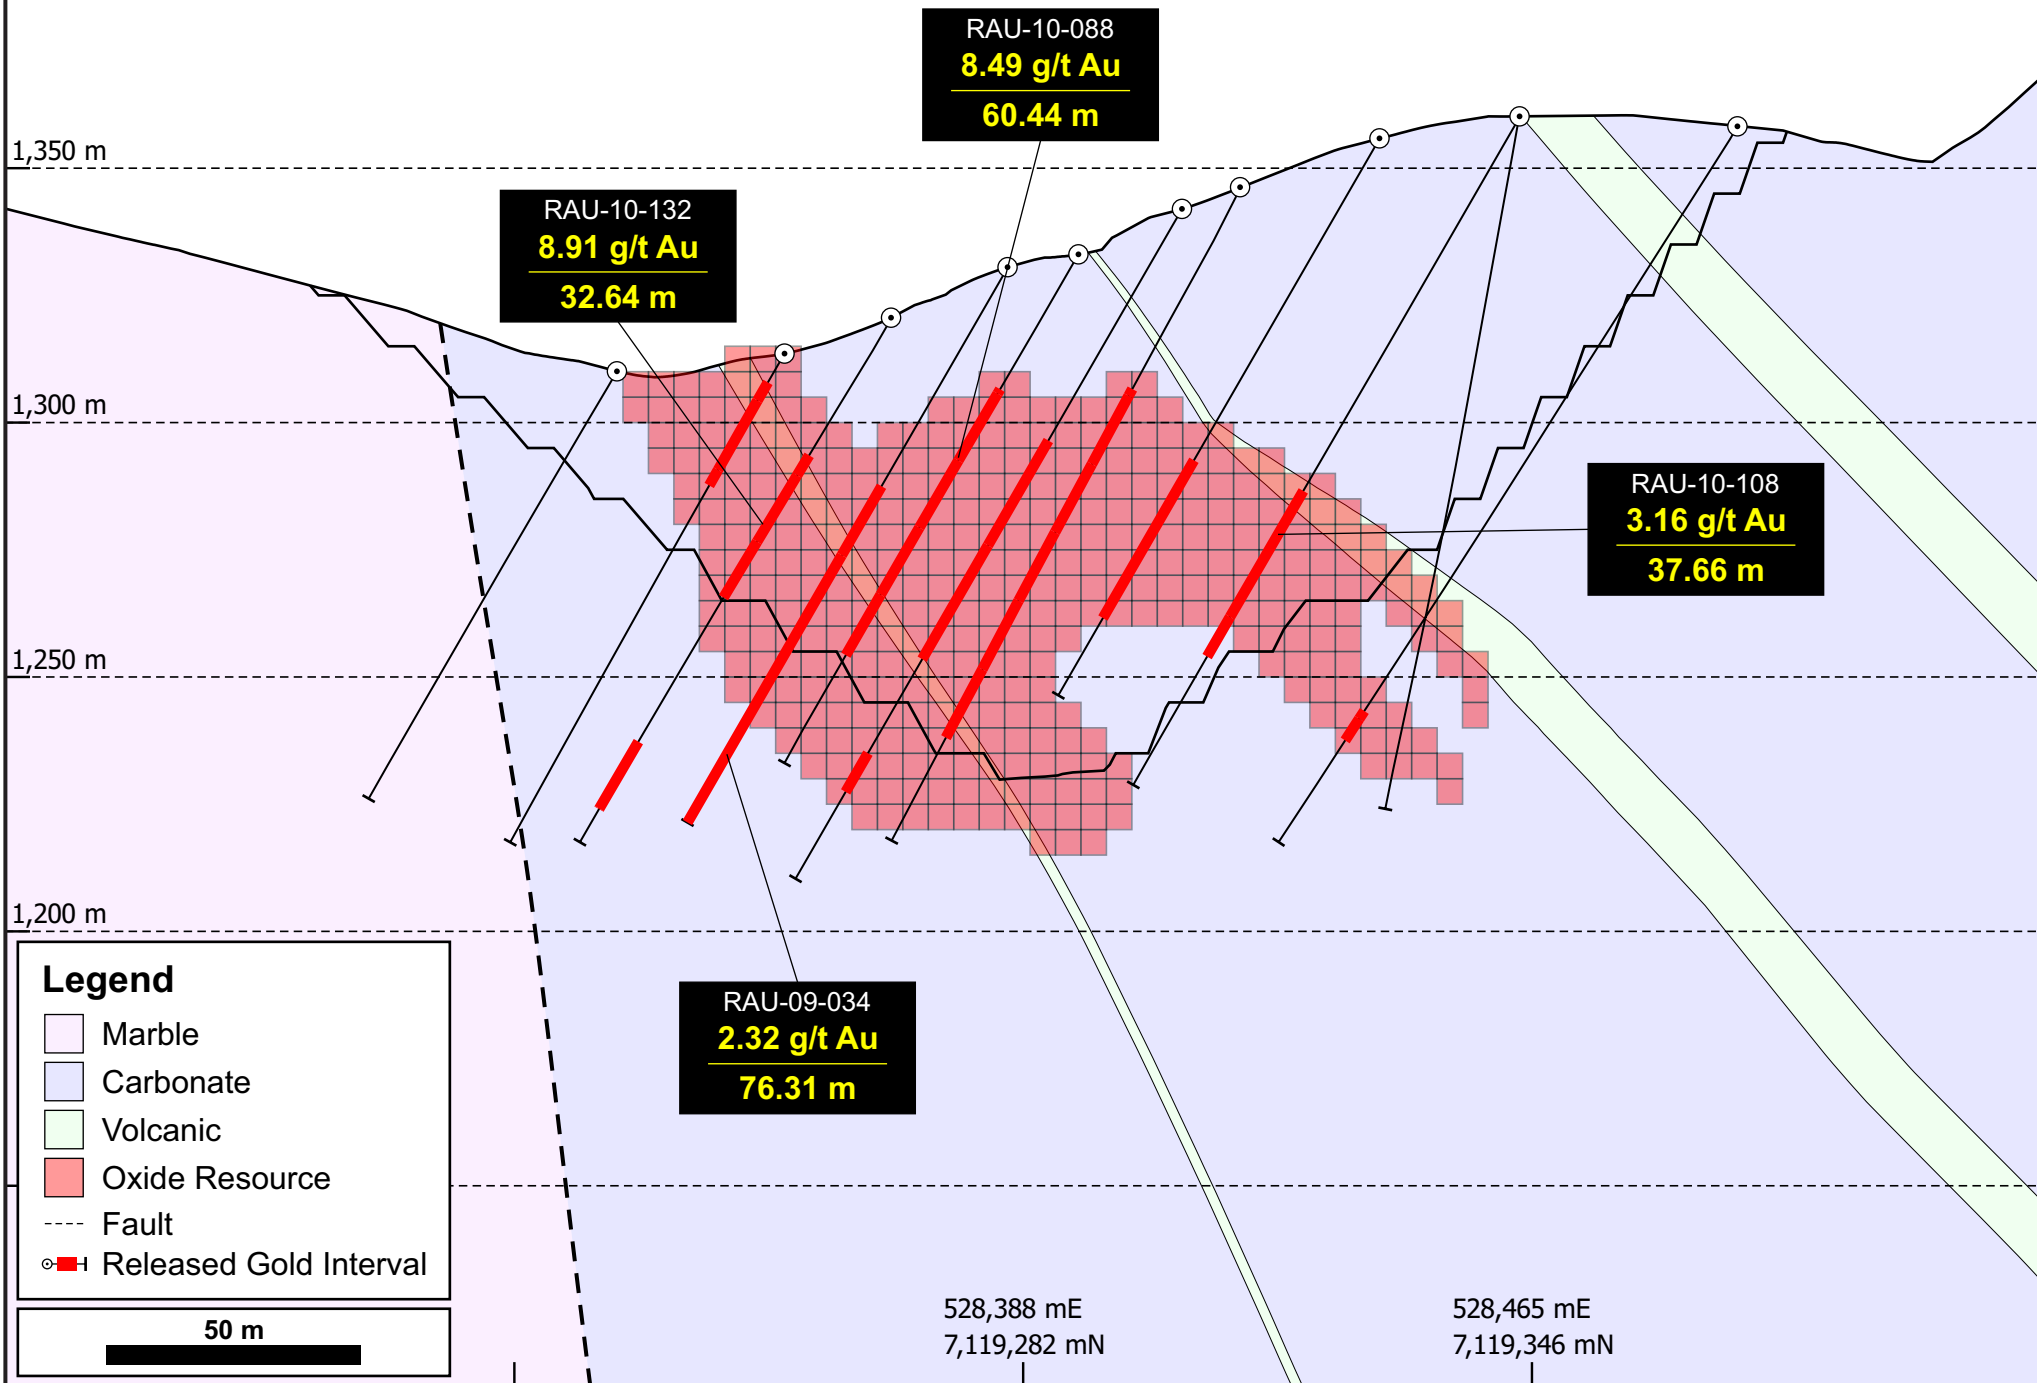 RAU-10-088
8.49 g/t Au
60.44 m
1,350 m
RAU-10-132
8.91 g/t Au
32.64 m
1,300 m
RAU-10-108
3.16 g/t Au
37.66 m
1,250 m
1,200 m
RAU-09-034
2.32 g/t Au
76.31 m
Legend
Marble
Carbonate
Volcanic
Oxide Resource
Fault
Released Gold Interval
50 m
528,388 mE
7,119,282 mN
528,465 mE
7,119,346 mN